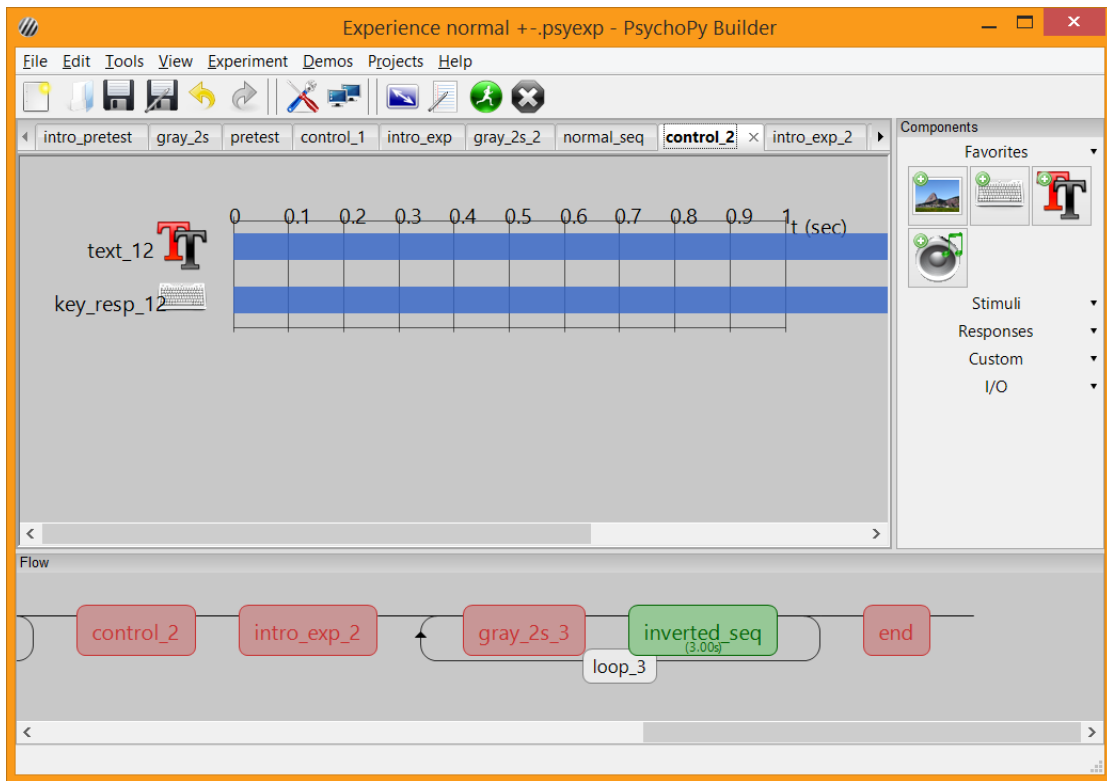 Experience normal +-.psyexp - PsychoPy Builder
File Edit Tools View Experiment Demos Projects Help
intro_pretest gray_2s pretest control_1 intro_exp gray_2s_2 normal_seq control_2 intro_exp_2
Components
Favorites
0 0.1 0.2 0.3 0.4 0.5 0.6 0.7 0.8 0.9 1 t (sec)
text_12
key_resp_12
Stimuli
Responses
Custom
I/O
Flow
control_2 intro_exp_2 gray_2s_3 inverted_seq end
(3.00s)
loop_3